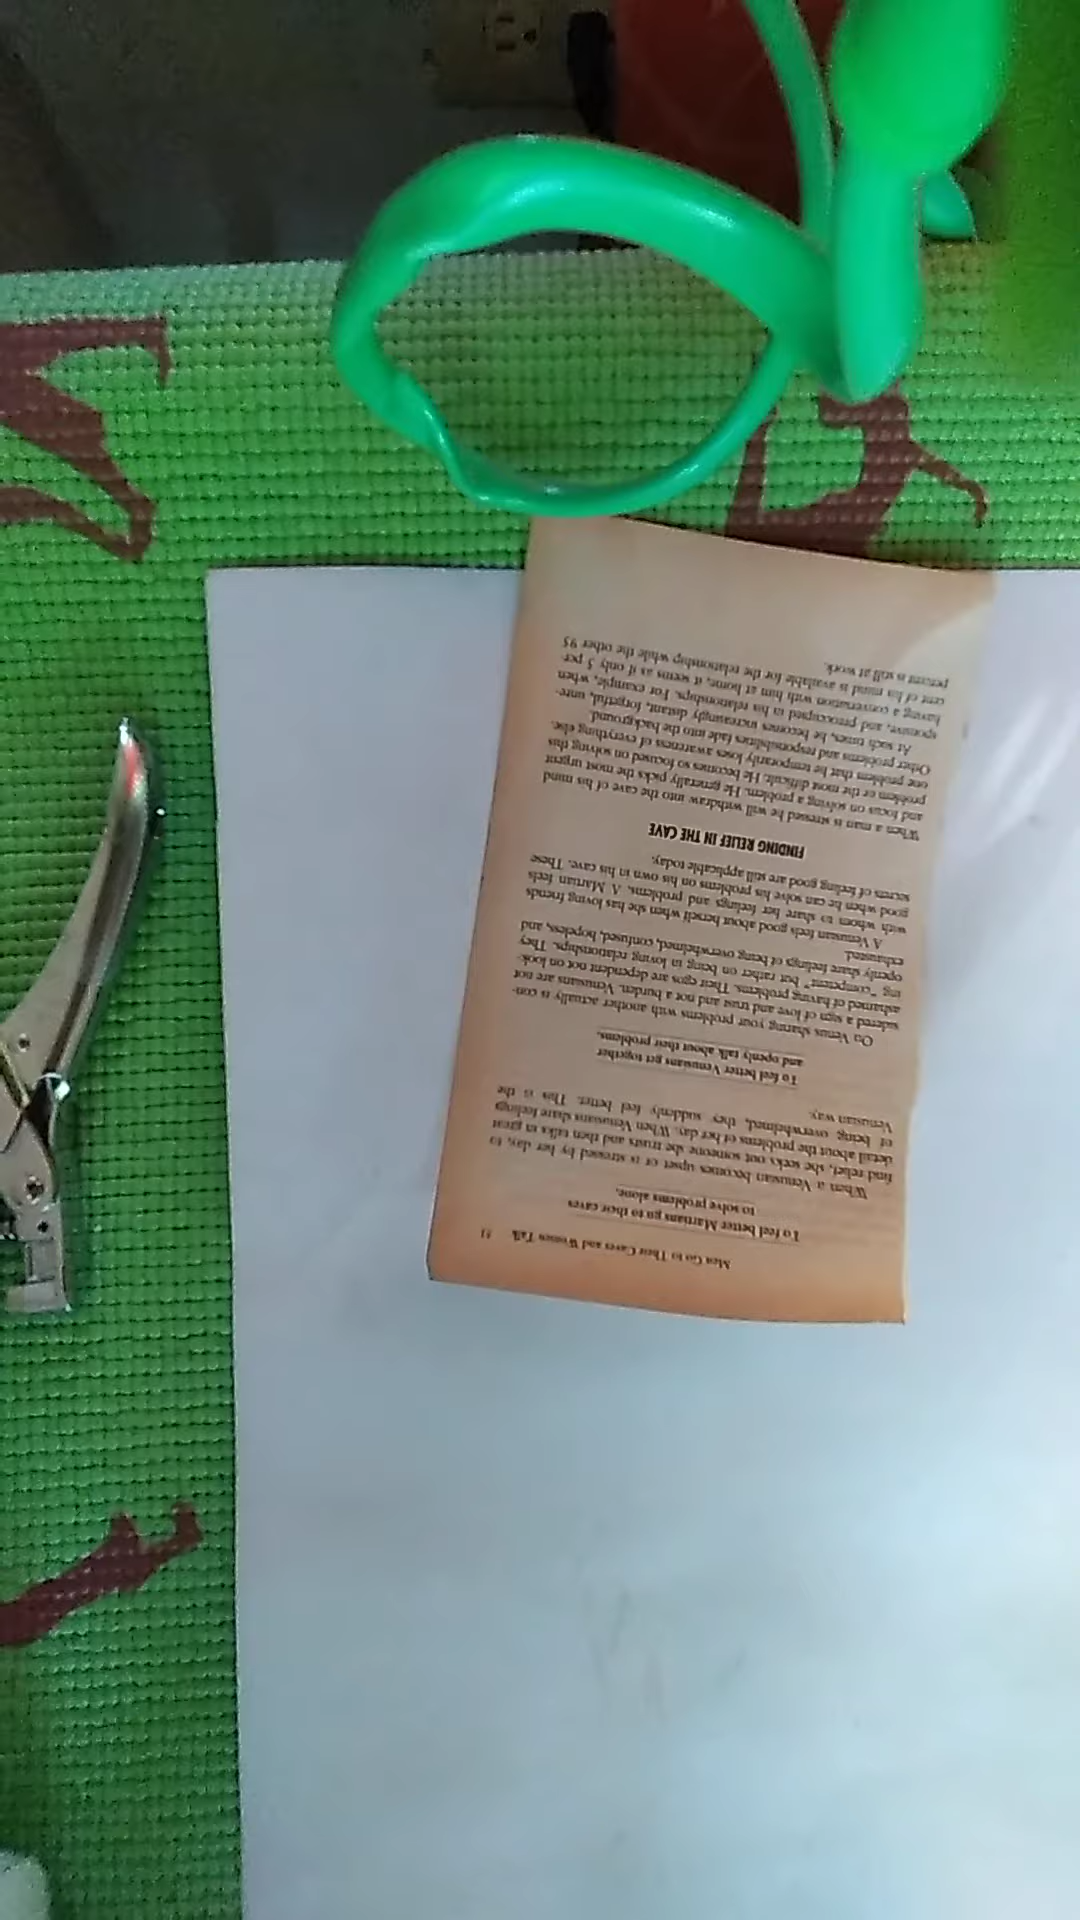 Men Go to Their Caves and Women Talk 31
To feel better Martians go to their caves
to solve problems alone.
When a Venusian becomes upset or is stressed by her day, to
find relief, she seeks out someone she trusts and then talks in great
detail about the problems of her day. When Venusians share feelings
of being overwhelmed, they suddenly feel better. This is the
Venusian way.
To feel better Venusians get together
and openly talk about their problems.
On Venus sharing your problems with another actually is con-
sidered a sign of love and trust and not a burden. Venusians are not
ashamed of having problems. Their egos are dependent not on look-
ing "competent" but rather on being in loving relationships. They
openly share feelings of being overwhelmed, confused, hopeless, and
exhausted.
A Venusian feels good about herself when she has loving friends
with whom to share her feelings and problems. A Martian feels
good when he can solve his problems on his own in his cave. These
secrets of feeling good are still applicable today.
FINDING RELIEF IN THE CAVE
When a man is stressed he will withdraw into the cave of his mind
and focus on solving a problem. He generally picks the most urgent
problem or the most difficult. He becomes so focused on solving this
one problem that he temporarily loses awareness of everything else.
Other problems and responsibilities fade into the background.
At such times, he becomes increasingly distant, forgetful, unre-
sponsive, and preoccupied in his relationships. For example, when
having a conversation with him at home, it seems as if only 5 per
cent of his mind is available for the relationship while the other 95
percent is still at work.